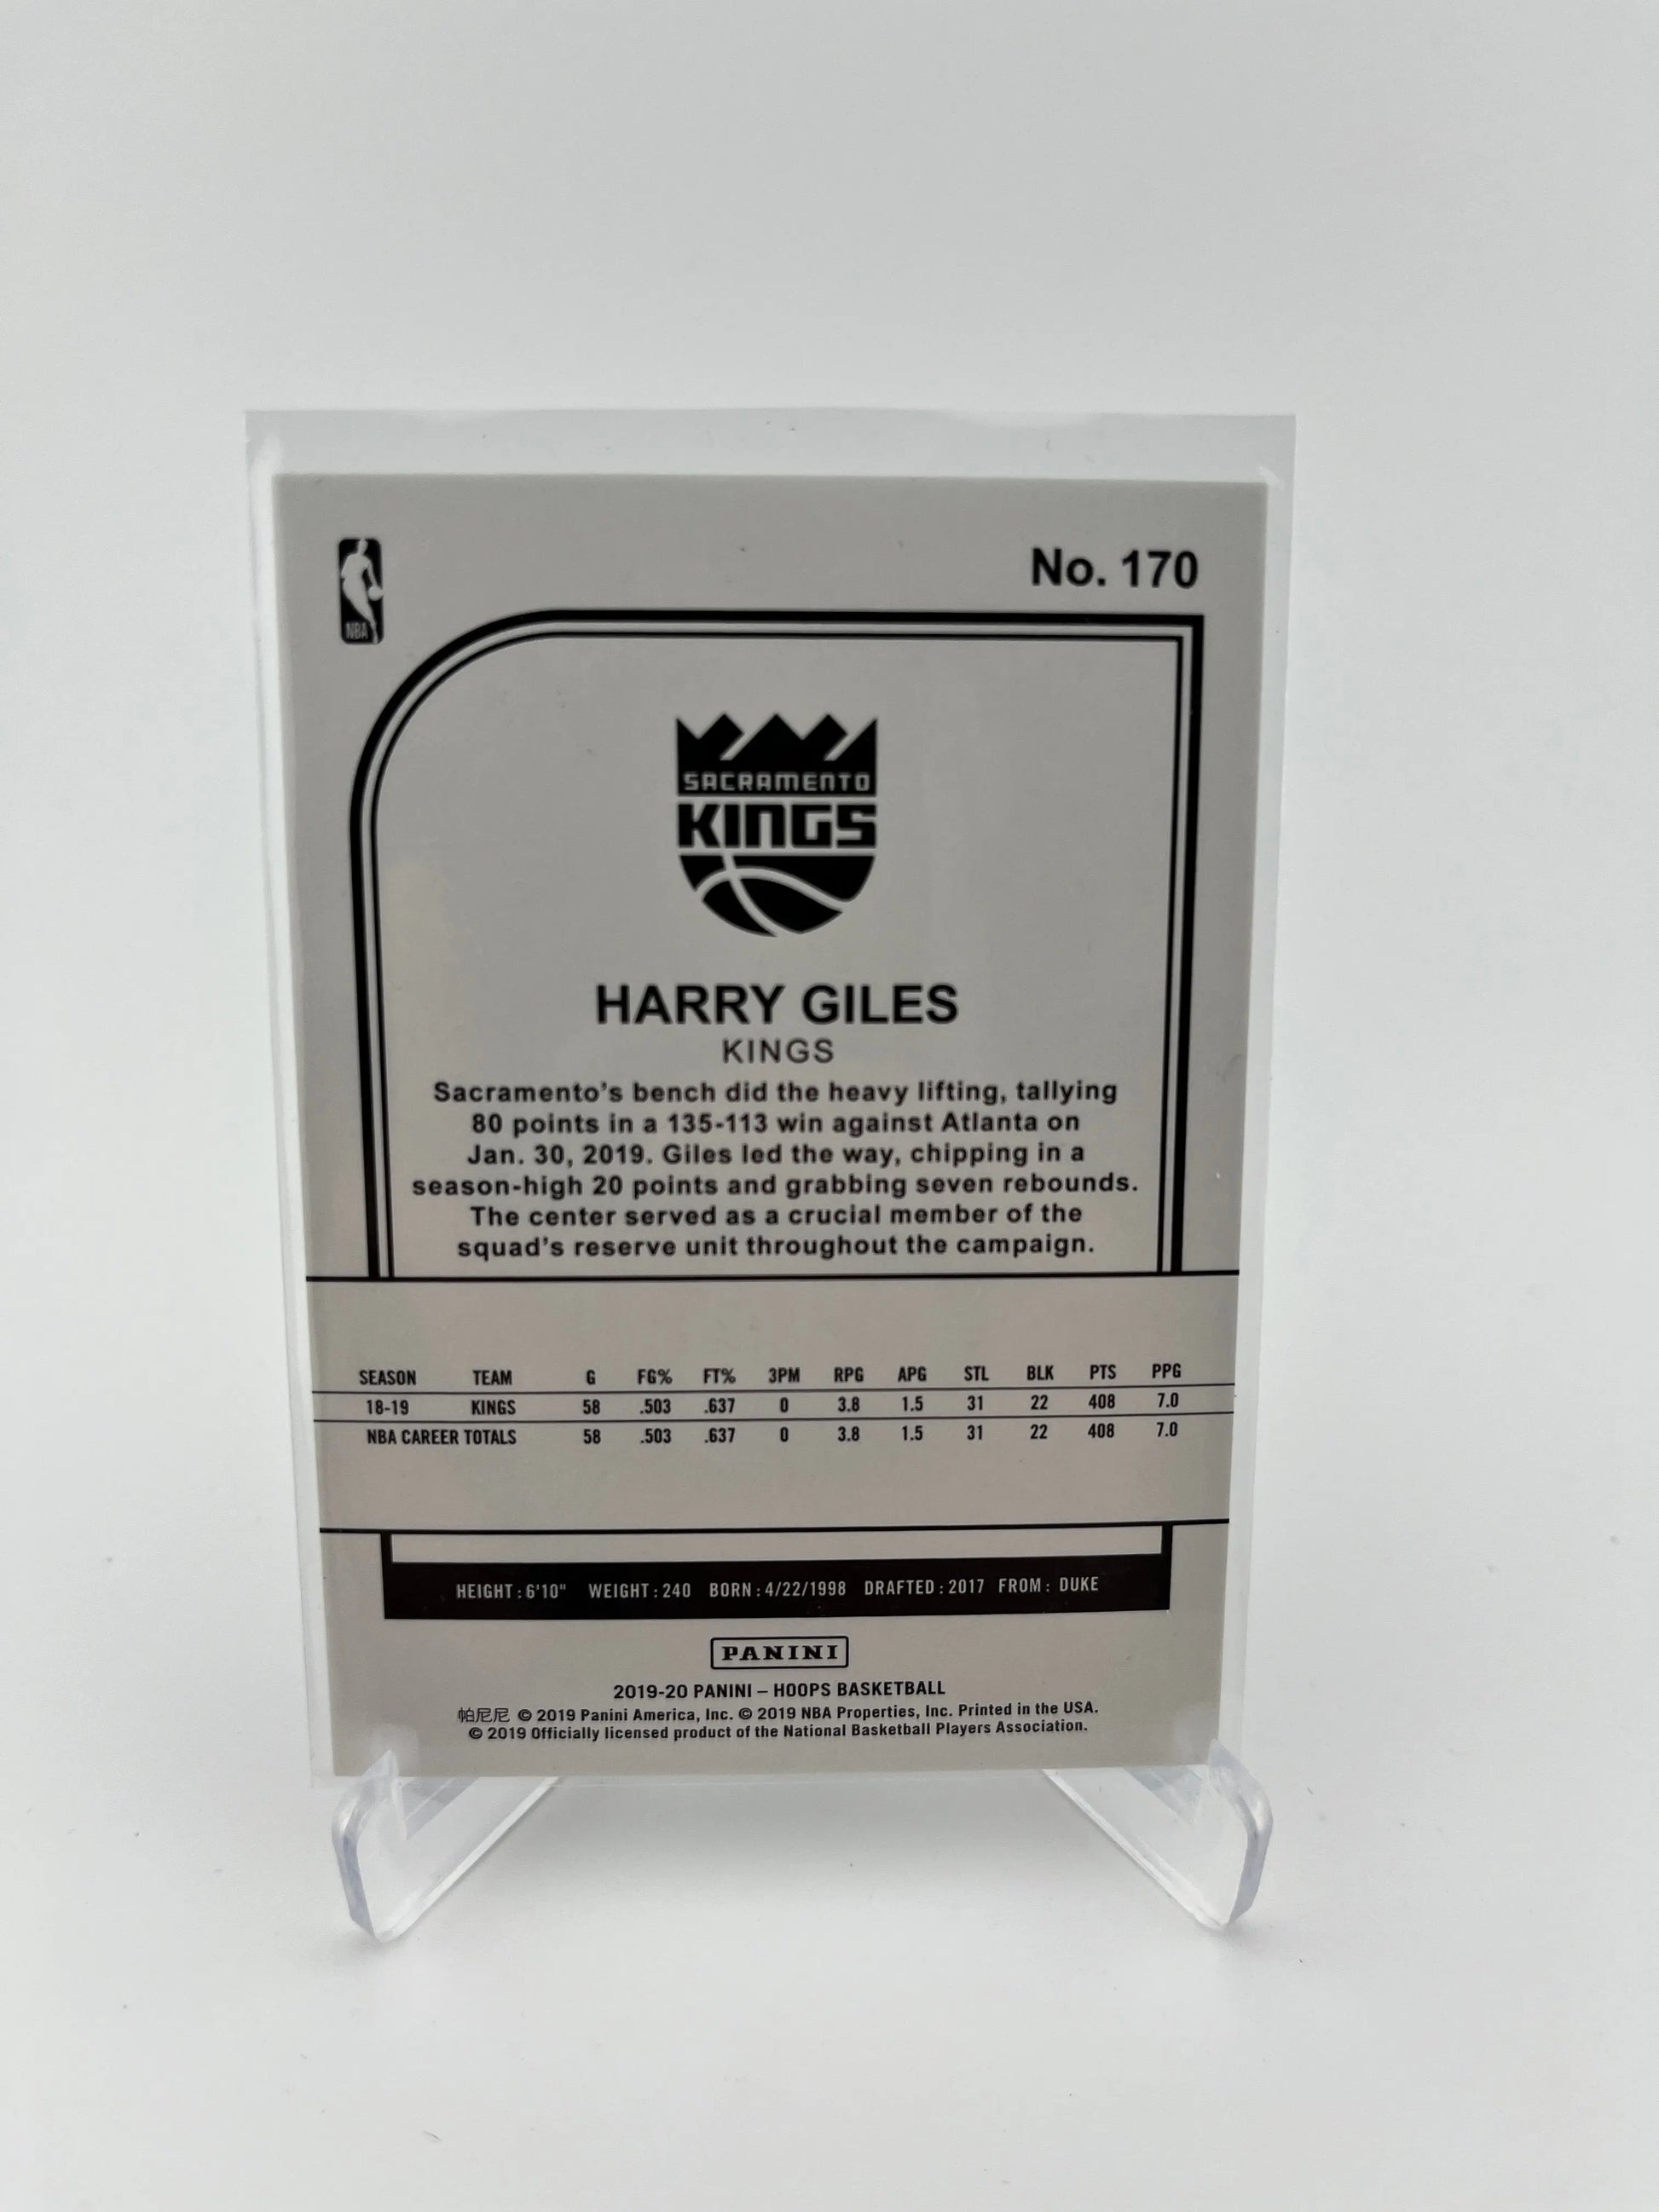 NBA
No. 170
SACRAMENTO
KINGS
HARRY GILES
KINGS
Sacramento's bench did the heavy lifting, tallying
80 points in a 135-113 win against Atlanta on
Jan. 30, 2019. Giles led the way, chipping in a
season-high 20 points and grabbing seven rebounds.
The center served as a crucial member of the
squad's reserve unit throughout the campaign.
SEASON TEAM G FG% FT% 3PM RPG APG STL BLK PTS PPG
18-19 KINGS 58 .503 .637 0 3.8 1.5 31 22 408 7.0
NBA CAREER TOTALS 58 .503 .637 0 3.8 1.5 31 22 408 7.0
HEIGHT : 6'10" WEIGHT : 240 BORN : 4/22/1998 DRAFTED : 2017 FROM : DUKE
PANINI
2019-20 PANINI – HOOPS BASKETBALL
帕尼尼 © 2019 Panini America, Inc. © 2019 NBA Properties, Inc. Printed in the USA.
© 2019 Officially licensed product of the National Basketball Players Association.